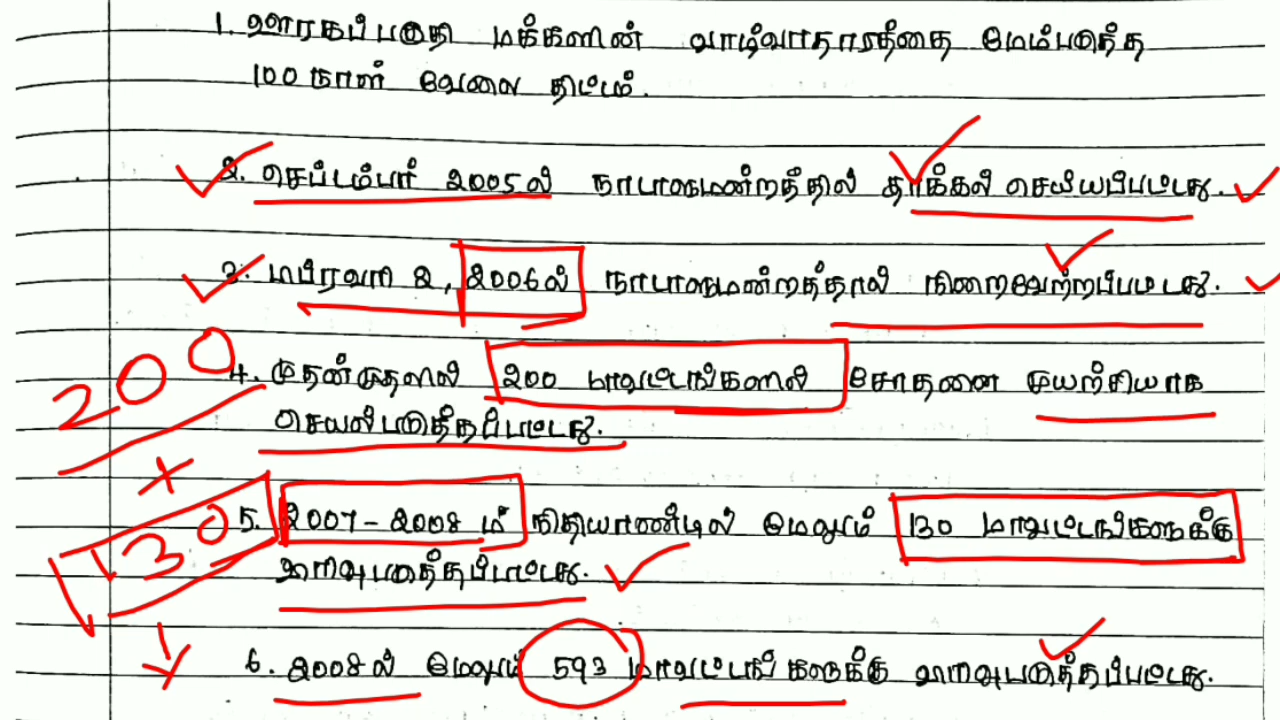 1. ஊரகப் பகுதி மக்களின் வாழ்வாதாரத்தை மேம்படுத்த
100 நாள் வேலை திட்டம்.
2. செப்டம்பர் 2005ல் நாடாளுமன்றத்தில் தாக்கல் செய்யப்பட்டது.
3. பிப்ரவரி 2, 2006ல் நாடாளுமன்றத்தால் நிறைவேற்றப்பட்டது.
200
4. முதன்முதலில் 200 மாவட்டங்களில் சோதனை முயற்சியாக
செயல்படுத்தப்பட்டது.
+
130
5. 2007-2008 ம் நிதியாண்டில் மேலும் 130 மாவட்டங்களுக்கு
விரிவுபடுத்தப்பட்டது.
6. 2008ல் மேலும் 593 மாவட்டங்களுக்கு விரிவுபடுத்தப்பட்டது.